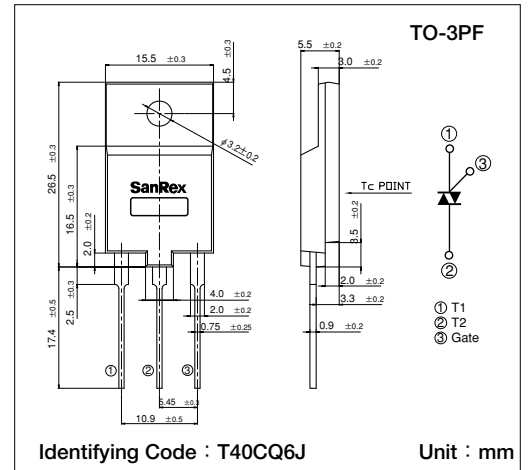 TO-3PF
15.5 ±0.3
4.5 ±0.3
5.5 ±0.2
3.0 ±0.2
φ3.2±0.2
26.5 ±0.3
16.5 ±0.3
2.0 ±0.2
SanRex
Tc POINT
3.5 ±0.2
①
③
②
17.4 ±0.5
2.5 ±0.3
4.0 ±0.2
2.0 ±0.2
0.75 ±0.25
2.0 ±0.2
3.3 ±0.2
0.9 ±0.2
① T1
② T2
③ Gate
① ② ③
5.45 ±0.3
10.9 ±0.5
Identifying Code：T40CQ6J
Unit：mm